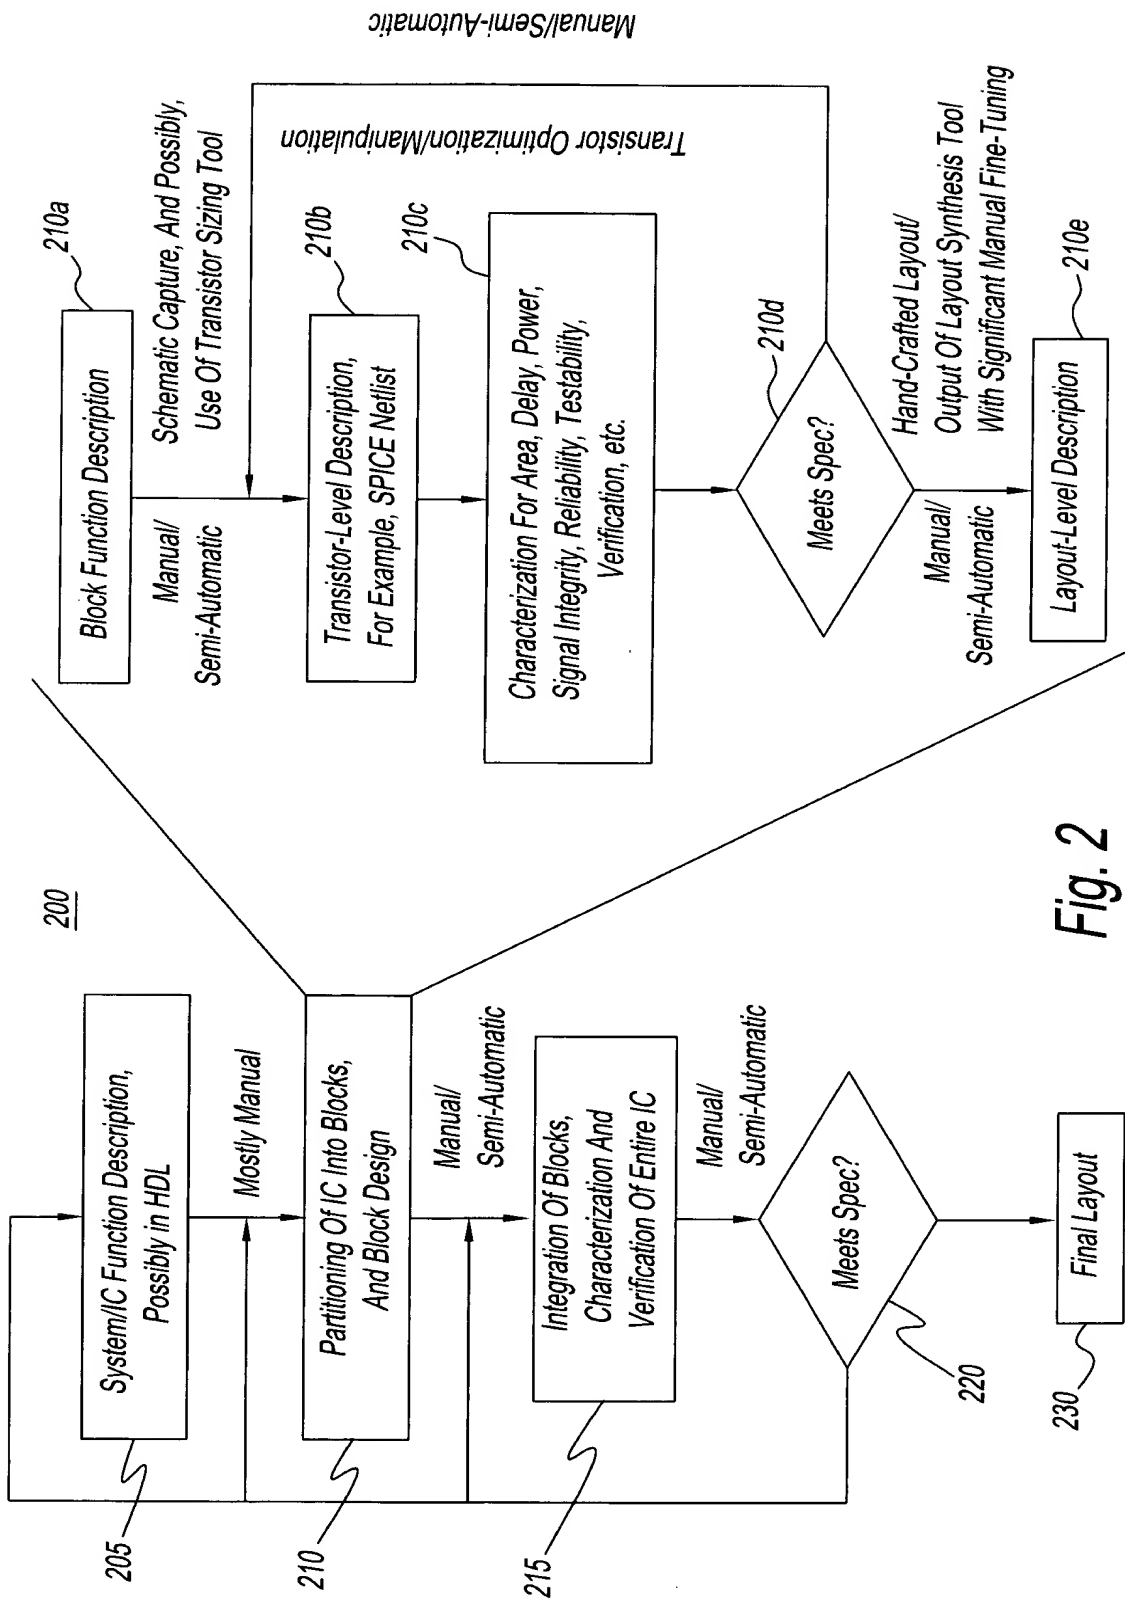 200
System/IC Function Description,
Possibly in HDL
205
Mostly Manual
Partitioning Of IC Into Blocks,
And Block Design
210
Manual/
Semi-Automatic
Integration Of Blocks,
Characterization And
Verification Of Entire IC
215
Manual/
Semi-Automatic
Meets Spec?
220
Final Layout
230
Block Function Description
210a
Manual/
Semi-Automatic
Schematic Capture, And Possibly,
Use Of Transistor Sizing Tool
Transistor-Level Description,
For Example, SPICE Netlist
210b
Characterization For Area, Delay, Power,
Signal Integrity, Reliability, Testability,
Verification, etc.
210c
Transistor Optimization/Manipulation
Manual/Semi-Automatic
Meets Spec?
210d
Manual/
Semi-Automatic
Hand-Crafted Layout/
Output Of Layout Synthesis Tool
With Significant Manual Fine-Tuning
Layout-Level Description
210e
Fig. 2